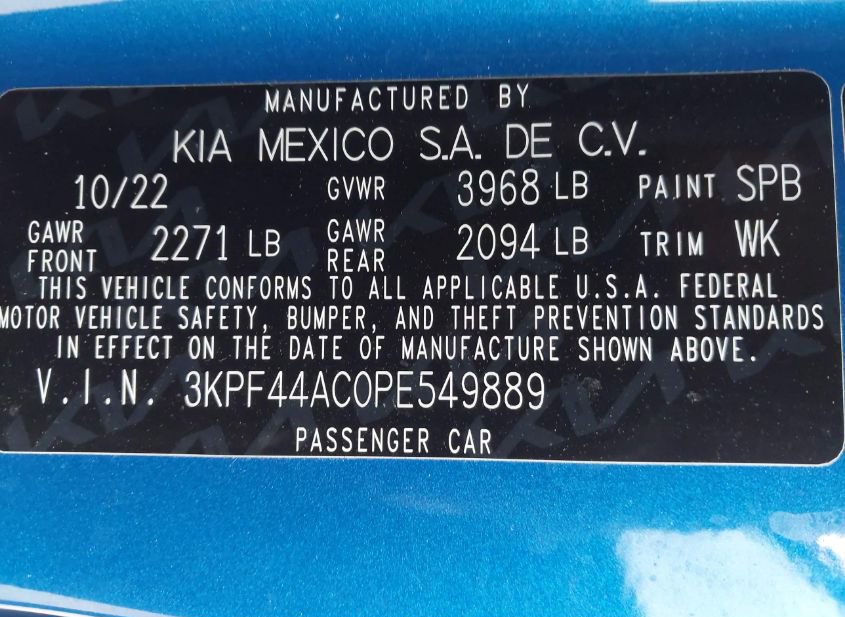 MANUFACTURED BY
KIA MEXICO S.A. DE C.V.
10/22 GVWR 3968 LB PAINT SPB
GAWR FRONT 2271 LB GAWR REAR 2094 LB TRIM WK
THIS VEHICLE CONFORMS TO ALL APPLICABLE U.S.A. FEDERAL
MOTOR VEHICLE SAFETY, BUMPER, AND THEFT PREVENTION STANDARDS
IN EFFECT ON THE DATE OF MANUFACTURE SHOWN ABOVE.
V.I.N. 3KPF44AC0PE549889
PASSENGER CAR